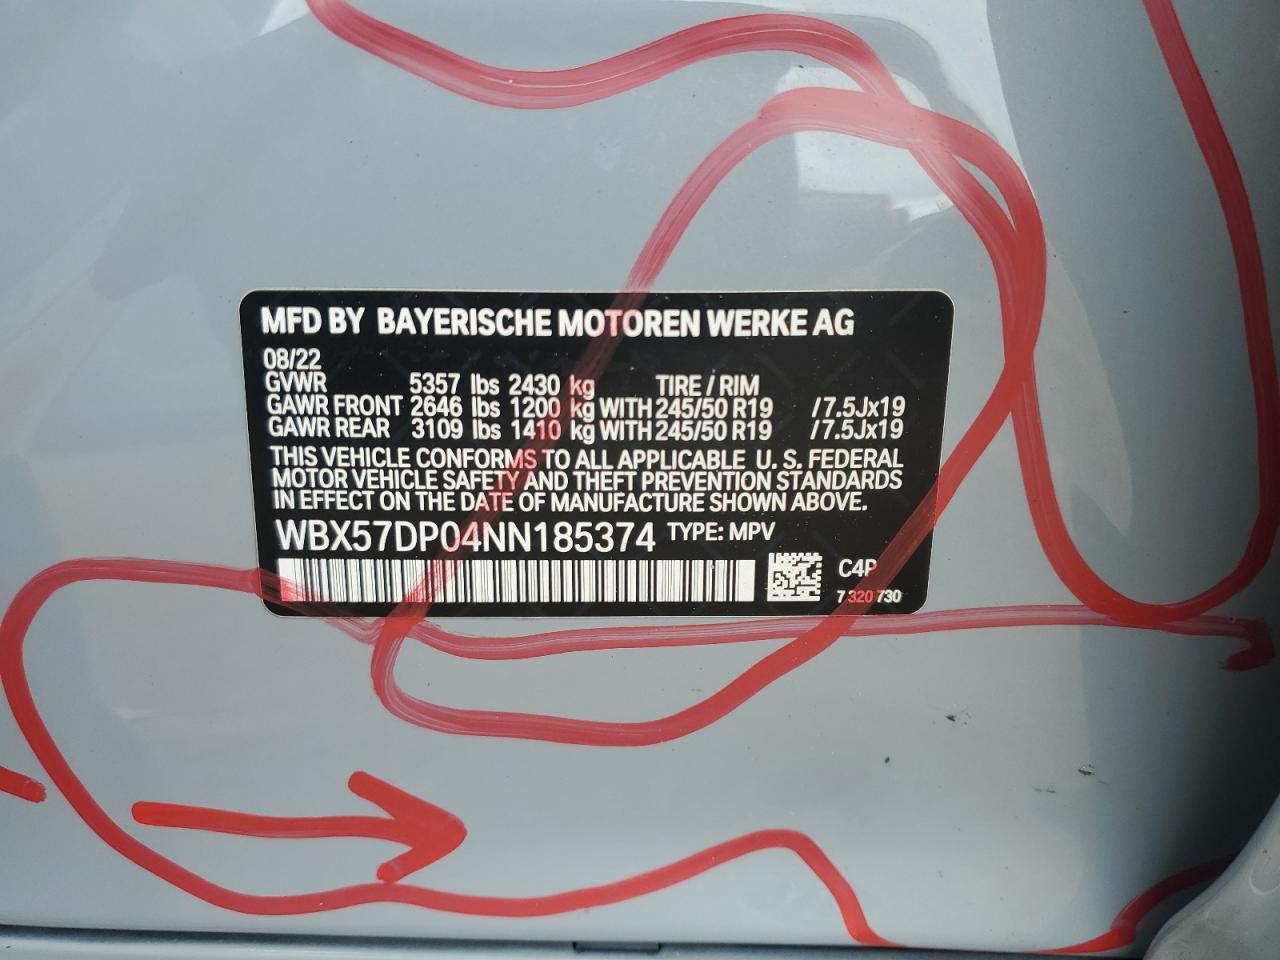 MFD BY BAYERISCHE MOTOREN WERKE AG
08/22
GVWR 5357 lbs 2430 kg TIRE / RIM
GAWR FRONT 2646 lbs 1200 kg WITH 245/50 R19 /7.5Jx19
GAWR REAR 3109 lbs 1410 kg WITH 245/50 R19 /7.5Jx19
THIS VEHICLE CONFORMS TO ALL APPLICABLE U. S. FEDERAL
MOTOR VEHICLE SAFETY AND THEFT PREVENTION STANDARDS
IN EFFECT ON THE DATE OF MANUFACTURE SHOWN ABOVE.
WBX57DP04NN185374 TYPE: MPV
C4P
7 320 730